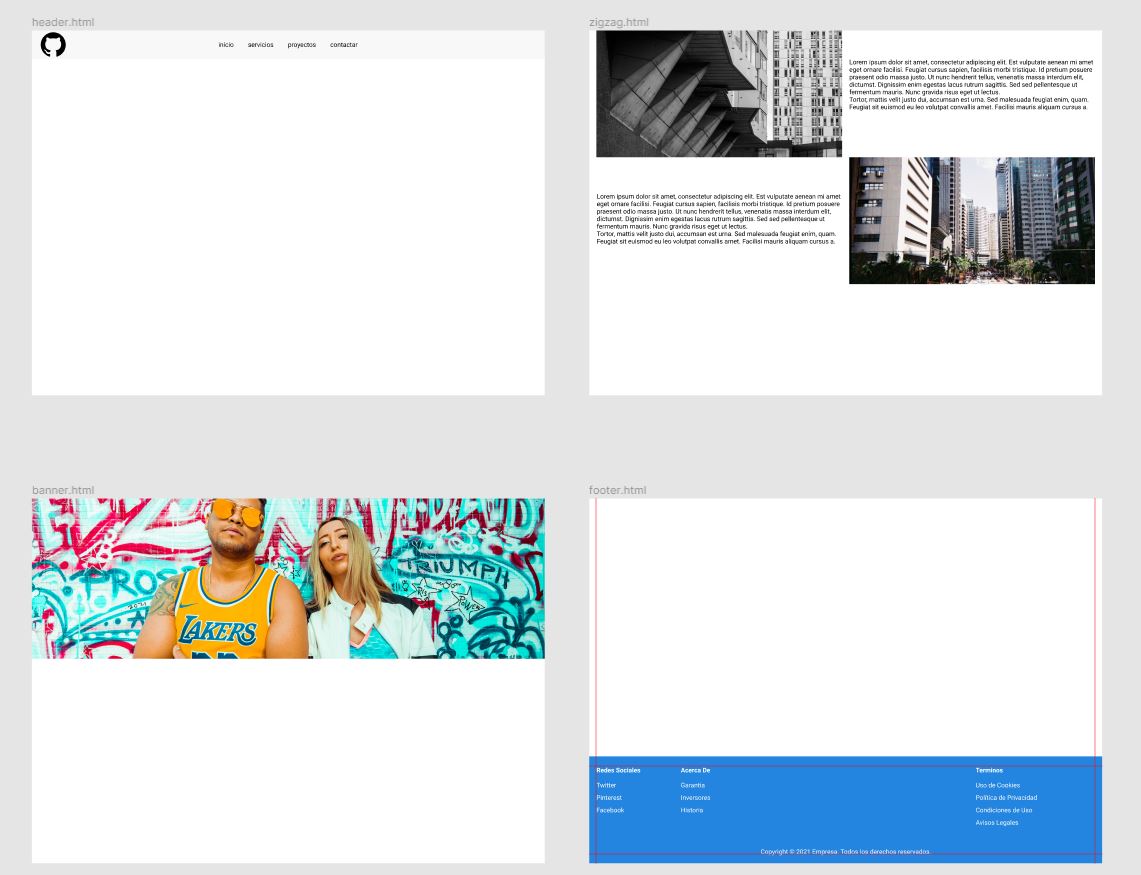 header.html
inicio servicios proyectos contactar
zigzag.html
Lorem ipsum dolor sit amet, consectetur adipiscing elit. Est vulputate aenean mi amet
eget ornare facilisi. Feugiat cursus sapien, facilisis morbi tristique. Id pretium posuere
praesent odio massa justo. Ut nunc hendrerit tellus, venenatis massa interdum elit,
dictumst. Dignissim enim egestas lacus rutrum sagittis. Sed sed pellentesque ut
fermentum mauris. Nunc gravida risus eget ut lectus.
Tortor, mattis velit justo dui, accumsan est urna. Sed malesuada feugiat enim, quam.
Feugiat sit euismod eu leo volutpat convallis amet. Facilisi mauris aliquam cursus a.
Lorem ipsum dolor sit amet, consectetur adipiscing elit. Est vulputate aenean mi amet
eget ornare facilisi. Feugiat cursus sapien, facilisis morbi tristique. Id pretium posuere
praesent odio massa justo. Ut nunc hendrerit tellus, venenatis massa interdum elit,
dictumst. Dignissim enim egestas lacus rutrum sagittis. Sed sed pellentesque ut
fermentum mauris. Nunc gravida risus eget ut lectus.
Tortor, mattis velit justo dui, accumsan est urna. Sed malesuada feugiat enim, quam.
Feugiat sit euismod eu leo volutpat convallis amet. Facilisi mauris aliquam cursus a.
banner.html
TRIUMPH
LAKERS
footer.html
Redes Sociales Acerca De Terminos
Twitter Garantia Uso de Cookies
Pinterest Inversores Política de Privacidad
Facebook Historia Condiciones de Uso
Avisos Legales
Copyright © 2021 Empresa. Todos los derechos reservados.